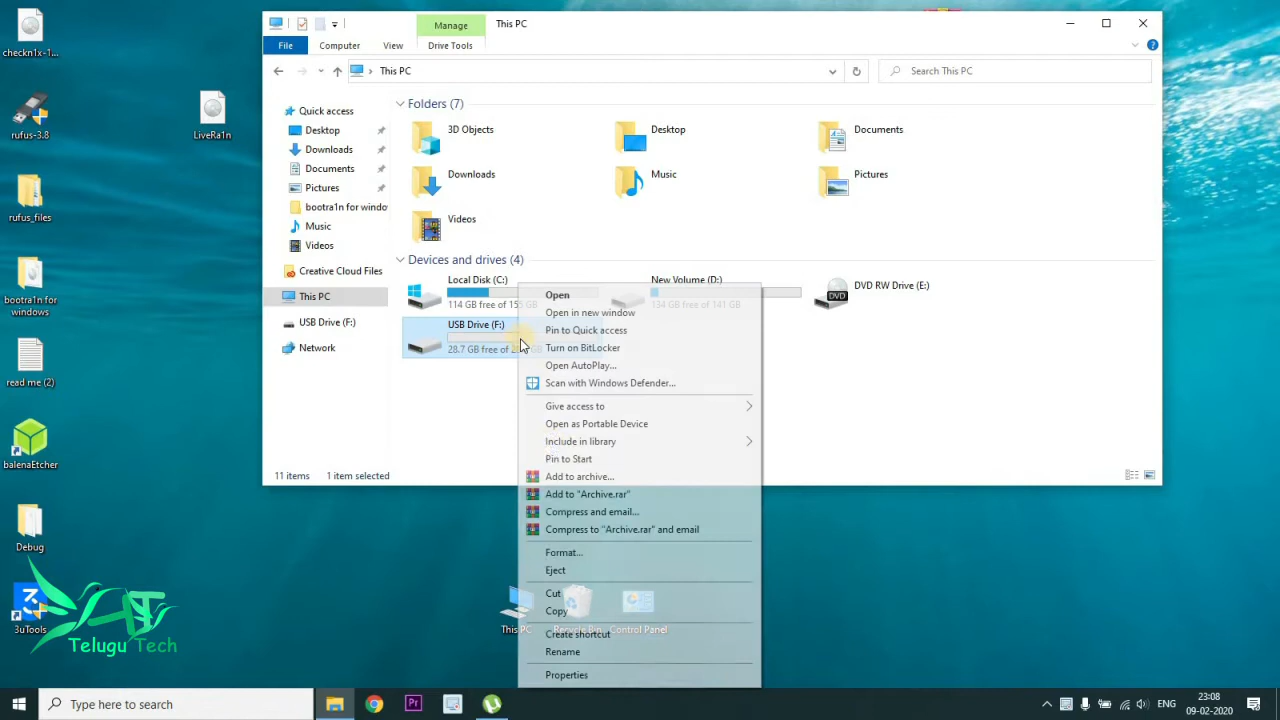 checkn1x-1...
rufus-3.8
LiveRa1n
rufus_files
bootra1n for
windows
read me (2)
balenaEtcher
Debug
3uTools
Telugu Tech
Manage
This PC
File
Computer
View
Drive Tools
This PC
Search This PC
Quick access
Desktop
Downloads
Documents
Pictures
bootra1n for windo
Music
Videos
Creative Cloud Files
This PC
USB Drive (F:)
Network
Folders (7)
3D Objects
Desktop
Documents
Downloads
Music
Pictures
Videos
Devices and drives (4)
Local Disk (C:)
114 GB free of 155 GB
New Volume (D:)
134 GB free of 141 GB
DVD RW Drive (E:)
DVD
USB Drive (F:)
28.7 GB free of
11 items
1 item selected
Open
Open in new window
Pin to Quick access
Turn on BitLocker
Open AutoPlay...
Scan with Windows Defender...
Give access to
Open as Portable Device
Include in library
Pin to Start
Add to archive...
Add to "Archive.rar"
Compress and email...
Compress to "Archive.rar" and email
Format...
Eject
Cut
Copy
Create shortcut
Rename
Properties
This PC
Recycle Bin
Control Panel
Type here to search
Pr
ENG
23:08
09-02-2020